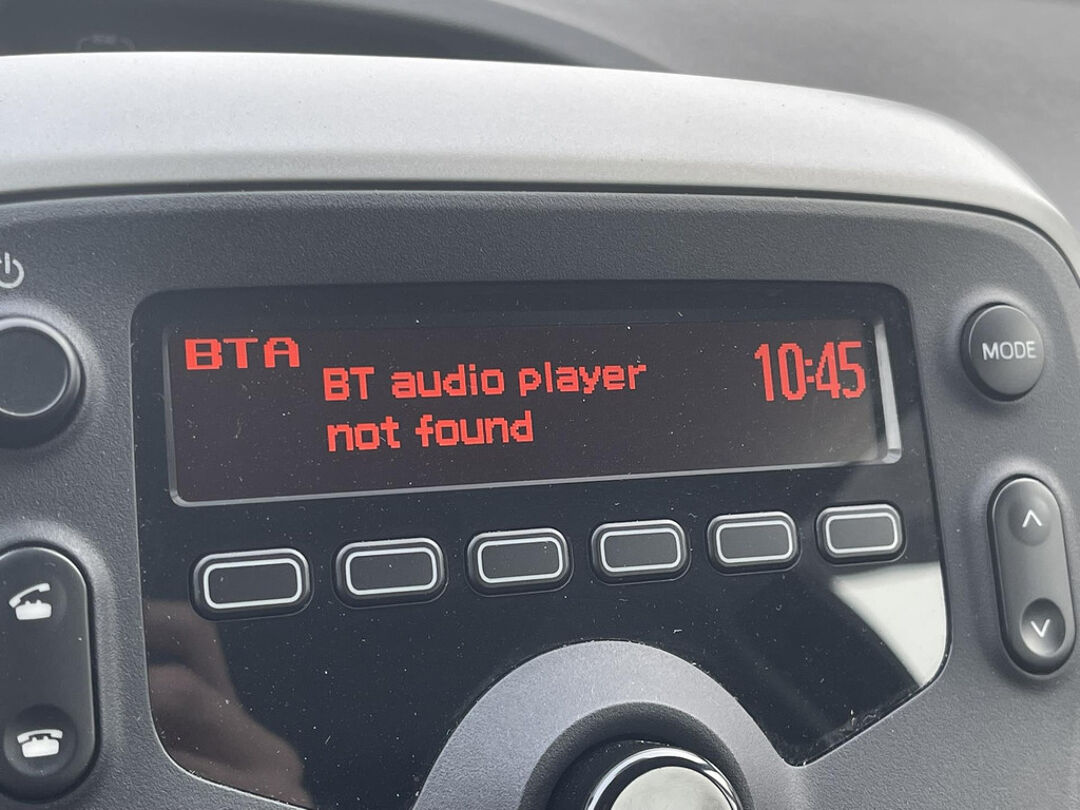 BTA
BT audio player
not found
10:45
MODE